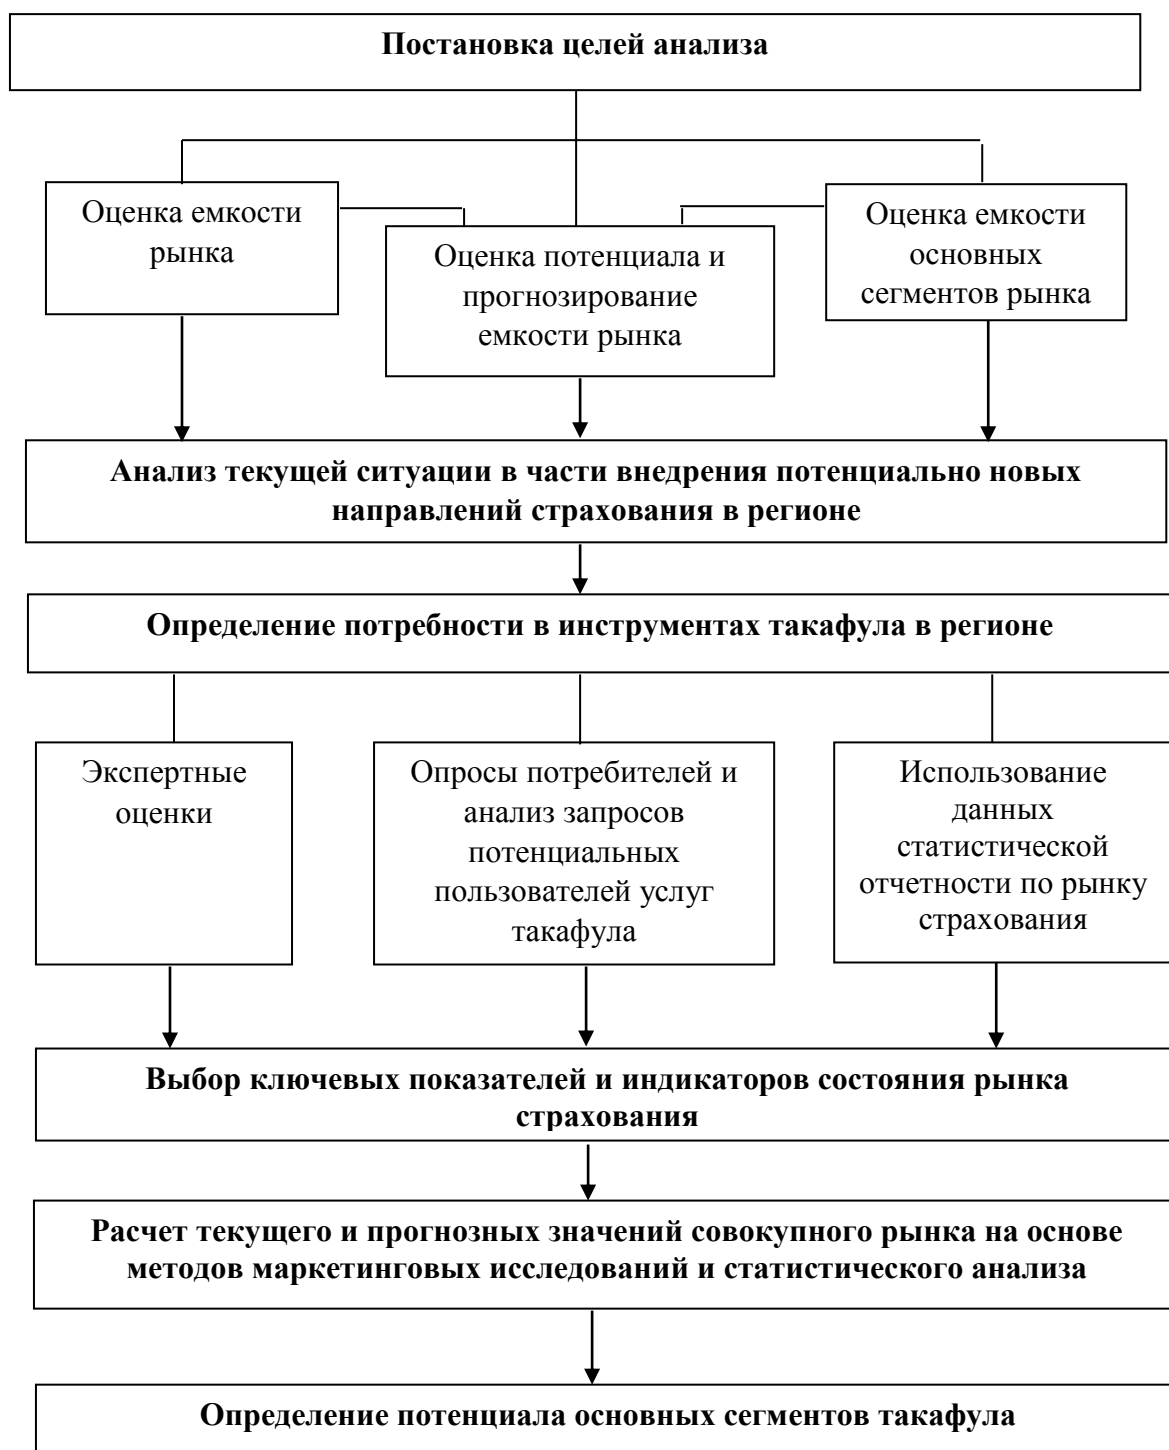 Постановка целей анализа
Оценка емкости
рынка
Оценка потенциала и
прогнозирование
емкости рынка
Оценка емкости
основных
сегментов рынка
Анализ текущей ситуации в части внедрения потенциально новых
направлений страхования в регионе
Определение потребности в инструментах такафула в регионе
Экспертные
оценки
Опросы потребителей и
анализ запросов
потенциальных
пользователей услуг
такафула
Использование
данных
статистической
отчетности по рынку
страхования
Выбор ключевых показателей и индикаторов состояния рынка
страхования
Расчет текущего и прогнозных значений совокупного рынка на основе
методов маркетинговых исследований и статистического анализа
Определение потенциала основных сегментов такафула